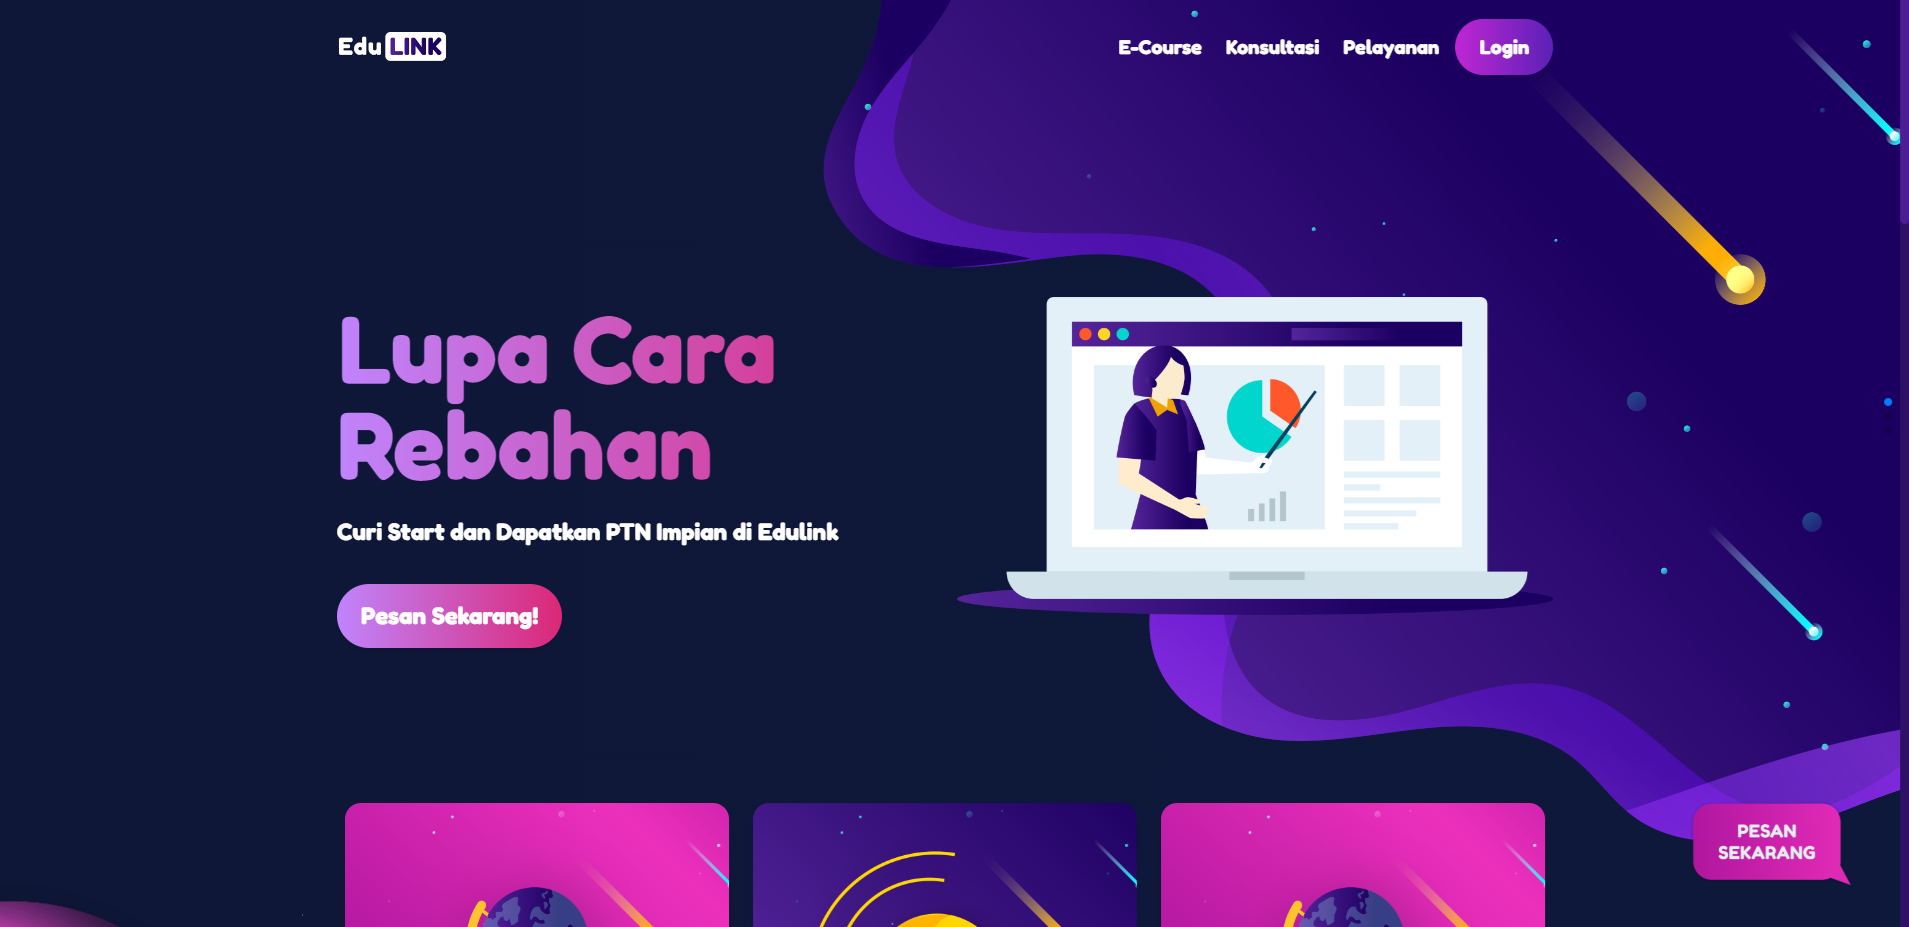 Edu LINK
E-Course Konsultasi Pelayanan Login
Lupa Cara
Rebahan
Curi Start dan Dapatkan PTN Impian di Edulink
Pesan Sekarang!
PESAN
SEKARANG